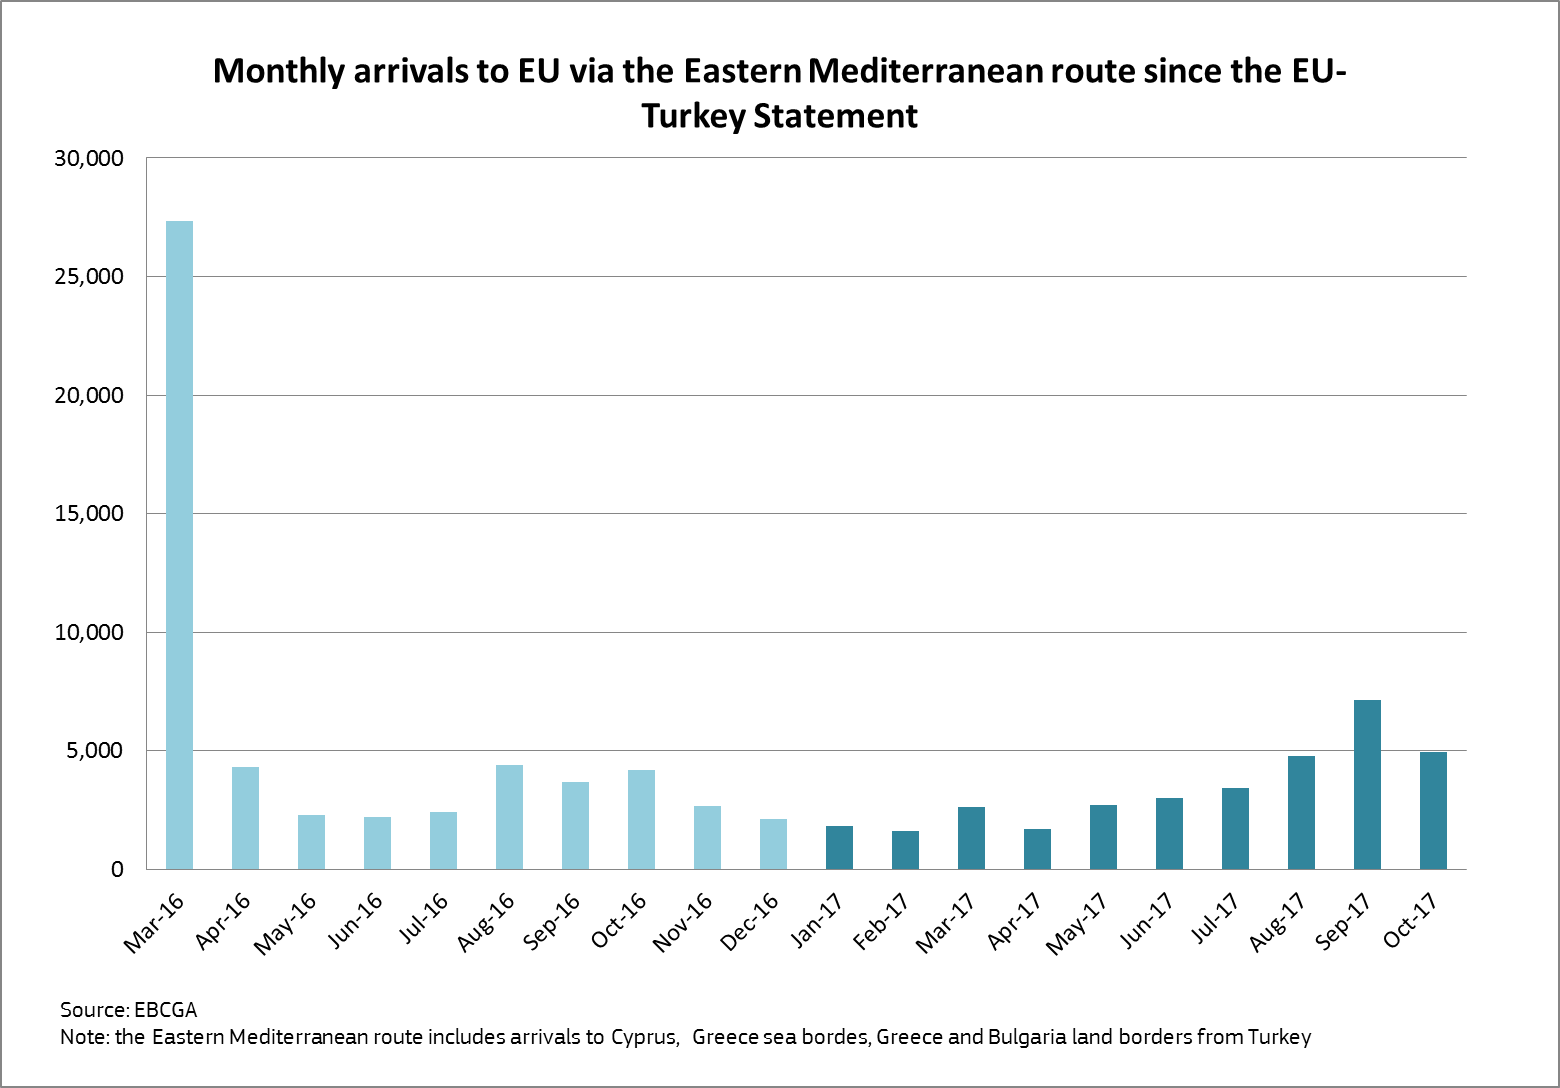 Monthly arrivals to EU via the Eastern Mediterranean route since the EU-
Turkey Statement
30,000
25,000
20,000
15,000
10,000
5,000
0
Mar-16
Apr-16
May-16
Jun-16
Jul-16
Aug-16
Sep-16
Oct-16
Nov-16
Dec-16
Jan-17
Feb-17
Mar-17
Apr-17
May-17
Jun-17
Jul-17
Aug-17
Sep-17
Oct-17
Source: EBCGA
Note: the Eastern Mediterranean route includes arrivals to Cyprus, Greece sea bordes, Greece and Bulgaria land borders from Turkey